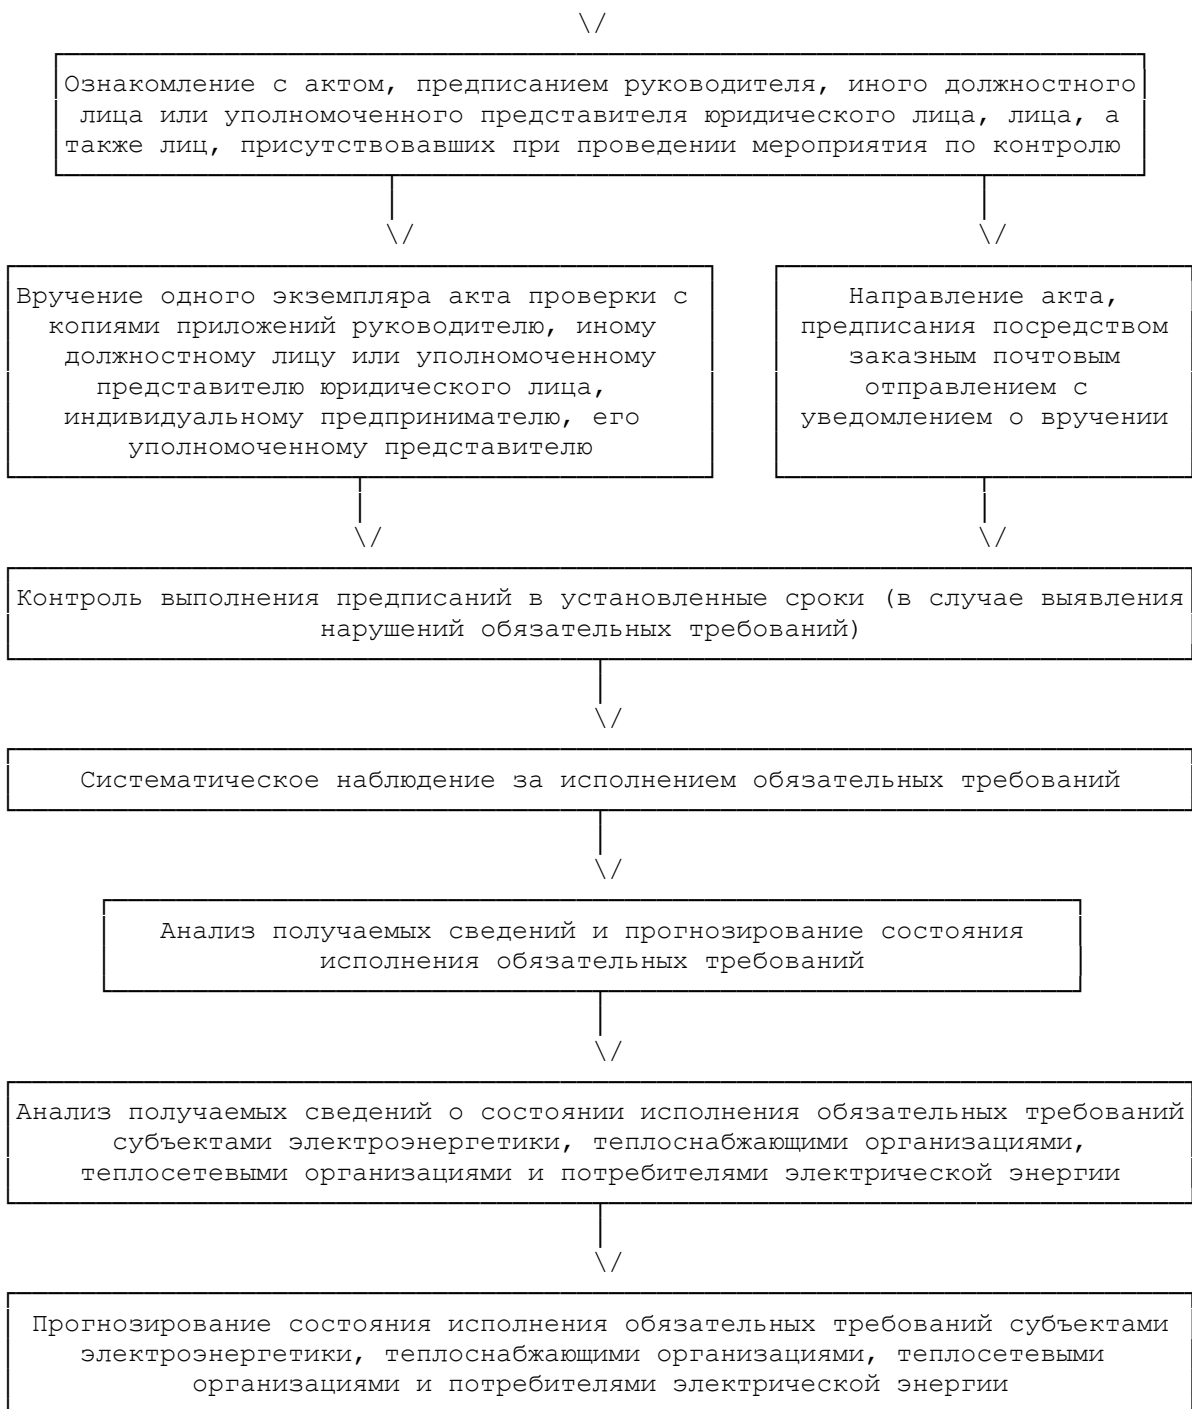 Ознакомление с актом, предписанием руководителя, иного должностного
лица или уполномоченного представителя юридического лица, лица, а
также лиц, присутствовавших при проведении мероприятия по контролю
Вручение одного экземпляра акта проверки с
копиями приложений руководителю, иному
должностному лицу или уполномоченному
представителю юридического лица,
индивидуальному предпринимателю, его
уполномоченному представителю
Направление акта,
предписания посредством
заказным почтовым
отправлением с
уведомлением о вручении
Контроль выполнения предписаний в установленные сроки (в случае выявления
нарушений обязательных требований)
Систематическое наблюдение за исполнением обязательных требований
Анализ получаемых сведений и прогнозирование состояния
исполнения обязательных требований
Анализ получаемых сведений о состоянии исполнения обязательных требований
субъектами электроэнергетики, теплоснабжающими организациями,
теплосетевыми организациями и потребителями электрической энергии
Прогнозирование состояния исполнения обязательных требований субъектами
электроэнергетики, теплоснабжающими организациями, теплосетевыми
организациями и потребителями электрической энергии